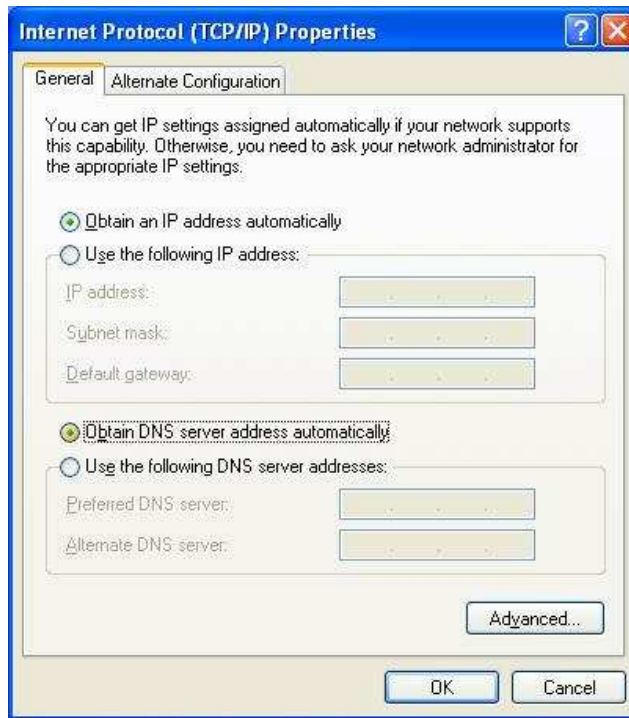 Internet Protocol (TCP/IP) Properties
General
Alternate Configuration
You can get IP settings assigned automatically if your network supports
this capability. Otherwise, you need to ask your network administrator for
the appropriate IP settings.
Obtain an IP address automatically
Use the following IP address:
IP address:
Subnet mask:
Default gateway:
Obtain DNS server address automatically
Use the following DNS server addresses:
Preferred DNS server:
Alternate DNS server:
Advanced...
OK
Cancel